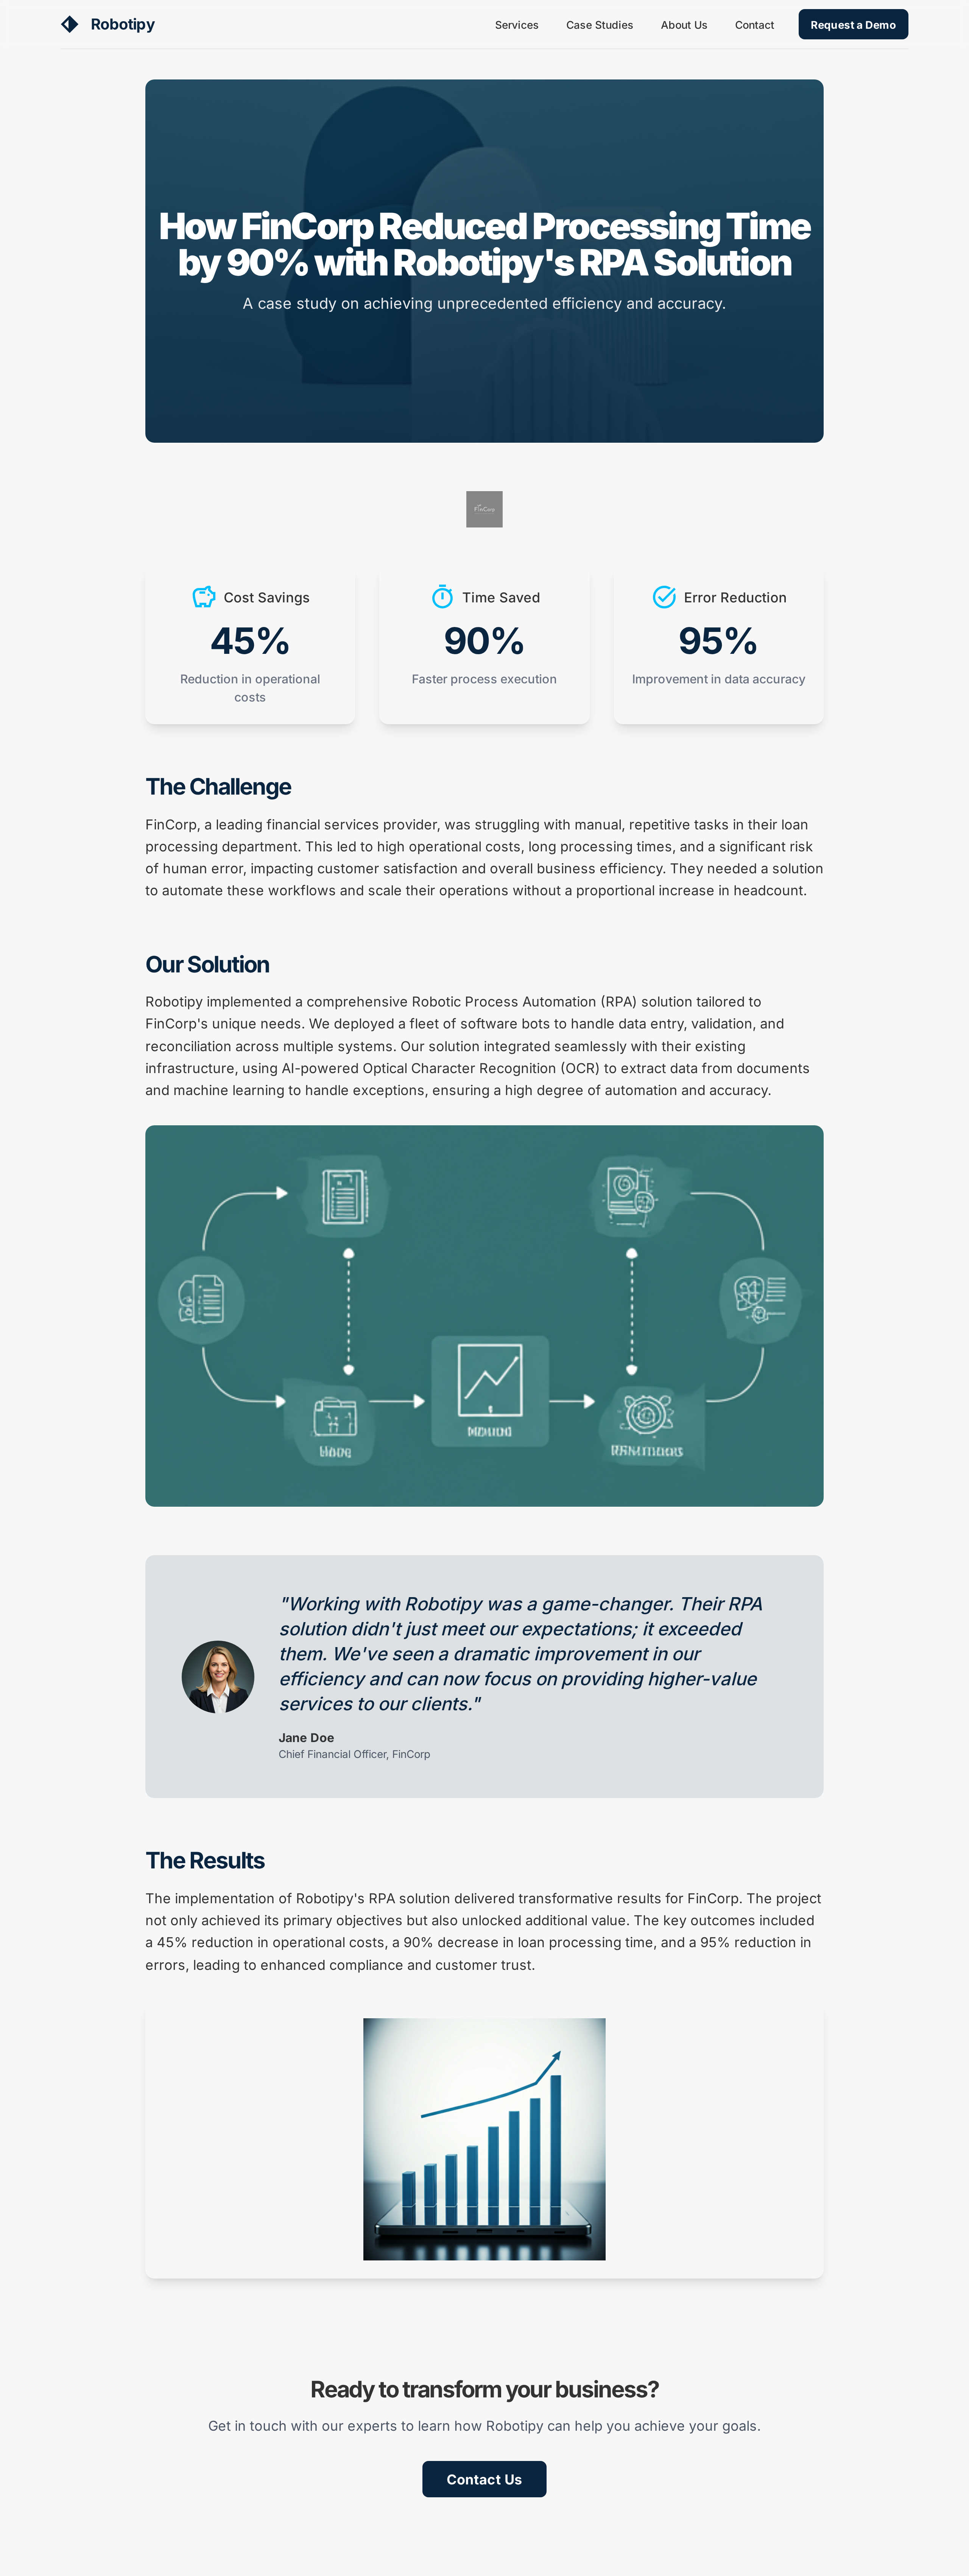 Robotipy
Services
Case Studies
About Us
Contact
Request a Demo
How FinCorp Reduced Processing Time
by 90% with Robotipy's RPA Solution
A case study on achieving unprecedented efficiency and accuracy.
FinCorp
Cost Savings
45%
Reduction in operational
costs
Time Saved
90%
Faster process execution
Error Reduction
95%
Improvement in data accuracy
The Challenge
FinCorp, a leading financial services provider, was struggling with manual, repetitive tasks in their loan
processing department. This led to high operational costs, long processing times, and a significant risk
of human error, impacting customer satisfaction and overall business efficiency. They needed a solution
to automate these workflows and scale their operations without a proportional increase in headcount.
Our Solution
Robotipy implemented a comprehensive Robotic Process Automation (RPA) solution tailored to
FinCorp's unique needs. We deployed a fleet of software bots to handle data entry, validation, and
reconciliation across multiple systems. Our solution integrated seamlessly with their existing
infrastructure, using AI-powered Optical Character Recognition (OCR) to extract data from documents
and machine learning to handle exceptions, ensuring a high degree of automation and accuracy.
"Working with Robotipy was a game-changer. Their RPA
solution didn't just meet our expectations; it exceeded
them. We've seen a dramatic improvement in our
efficiency and can now focus on providing higher-value
services to our clients."
Jane Doe
Chief Financial Officer, FinCorp
The Results
The implementation of Robotipy's RPA solution delivered transformative results for FinCorp. The project
not only achieved its primary objectives but also unlocked additional value. The key outcomes included
a 45% reduction in operational costs, a 90% decrease in loan processing time, and a 95% reduction in
errors, leading to enhanced compliance and customer trust.
Ready to transform your business?
Get in touch with our experts to learn how Robotipy can help you achieve your goals.
Contact Us